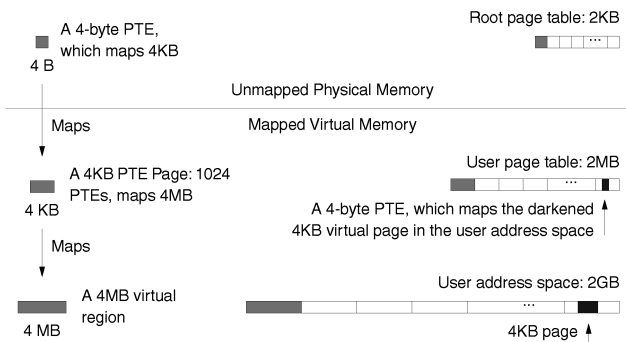 A 4-byte PTE,
which maps 4KB
4 B
Root page table: 2KB
...
Unmapped Physical Memory
Maps
Mapped Virtual Memory
A 4KB PTE Page: 1024
PTEs, maps 4MB
4 KB
User page table: 2MB
...
A 4-byte PTE, which maps the darkened
4KB virtual page in the user address space
Maps
A 4MB virtual
region
4 MB
User address space: 2GB
...
4KB page